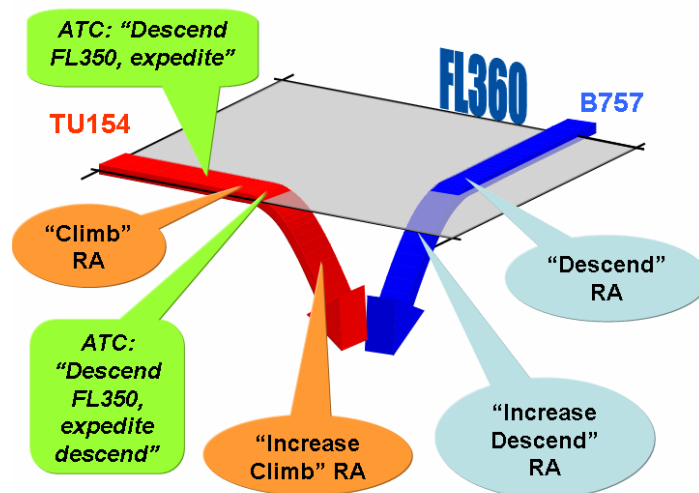 ATC: “Descend
FL350, expedite”
FL360
B757
TU154
“Climb”
RA
“Descend”
RA
ATC:
“Descend
FL350,
expedite
descend”
“Increase
Climb” RA
“Increase
Descend”
RA